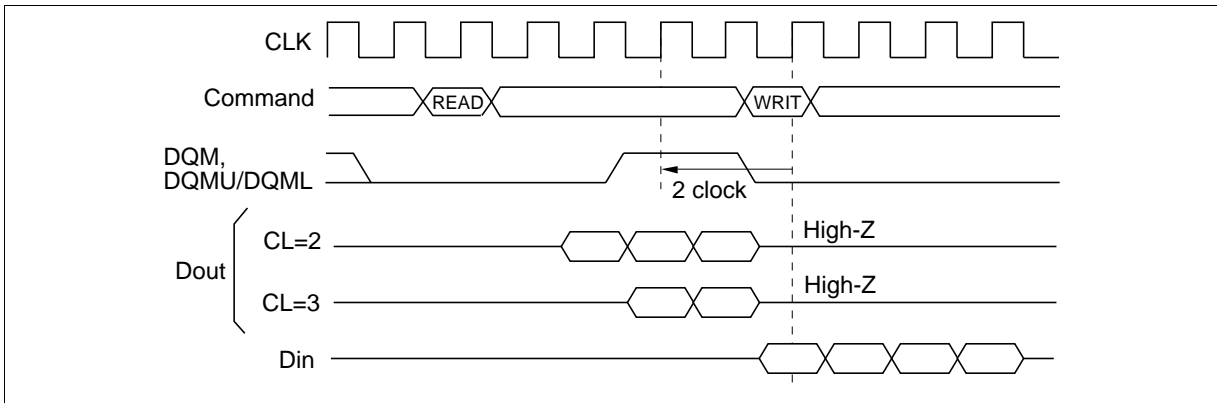 CLK
Command
READ
WRIT
DQM,
DQMU/DQML
2 clock
CL=2
High-Z
Dout
CL=3
High-Z
Din